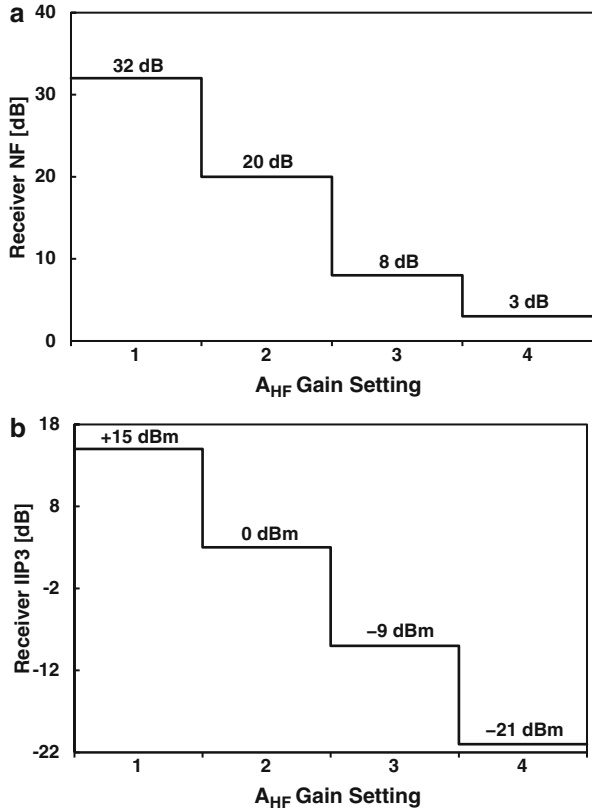 a
40
30
20
10
0
Receiver NF [dB]
32 dB
20 dB
8 dB
3 dB
1 2 3 4
A_HF Gain Setting
b
18
8
-2
-12
-22
Receiver IIP3 [dB]
+15 dBm
0 dBm
−9 dBm
−21 dBm
1 2 3 4
A_HF Gain Setting